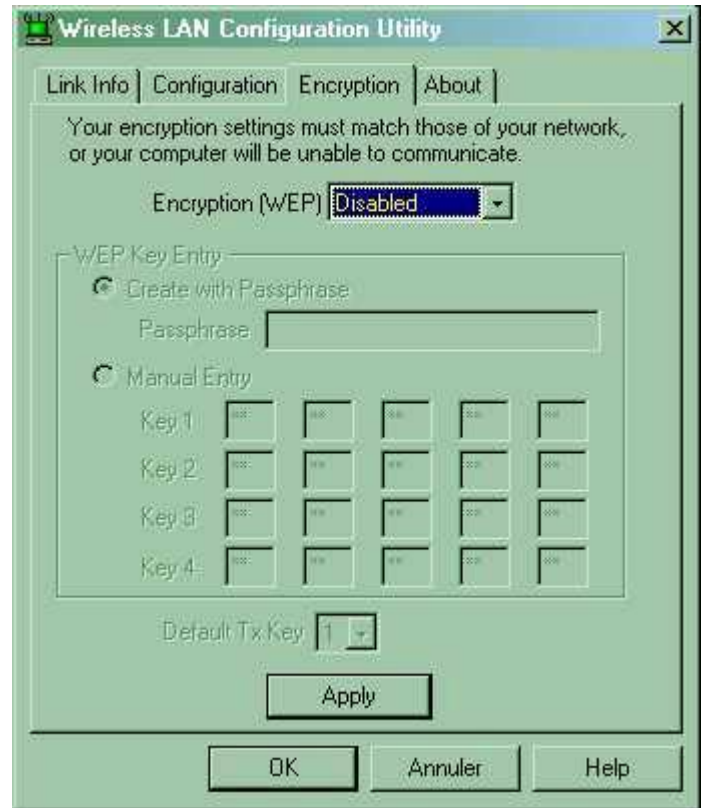 Wireless LAN Configuration Utility
Link Info Configuration Encryption About
Your encryption settings must match those of your network,
or your computer will be unable to communicate.
Encryption (WEP) Disabled
WEP Key Entry
Create with Passphrase
Passphrase
Manual Entry
Key 1 ** ** ** ** **
Key 2 ** ** ** ** **
Key 3 ** ** ** ** **
Key 4 ** ** ** ** **
Default Tx Key 1
Apply
OK Annuler Help